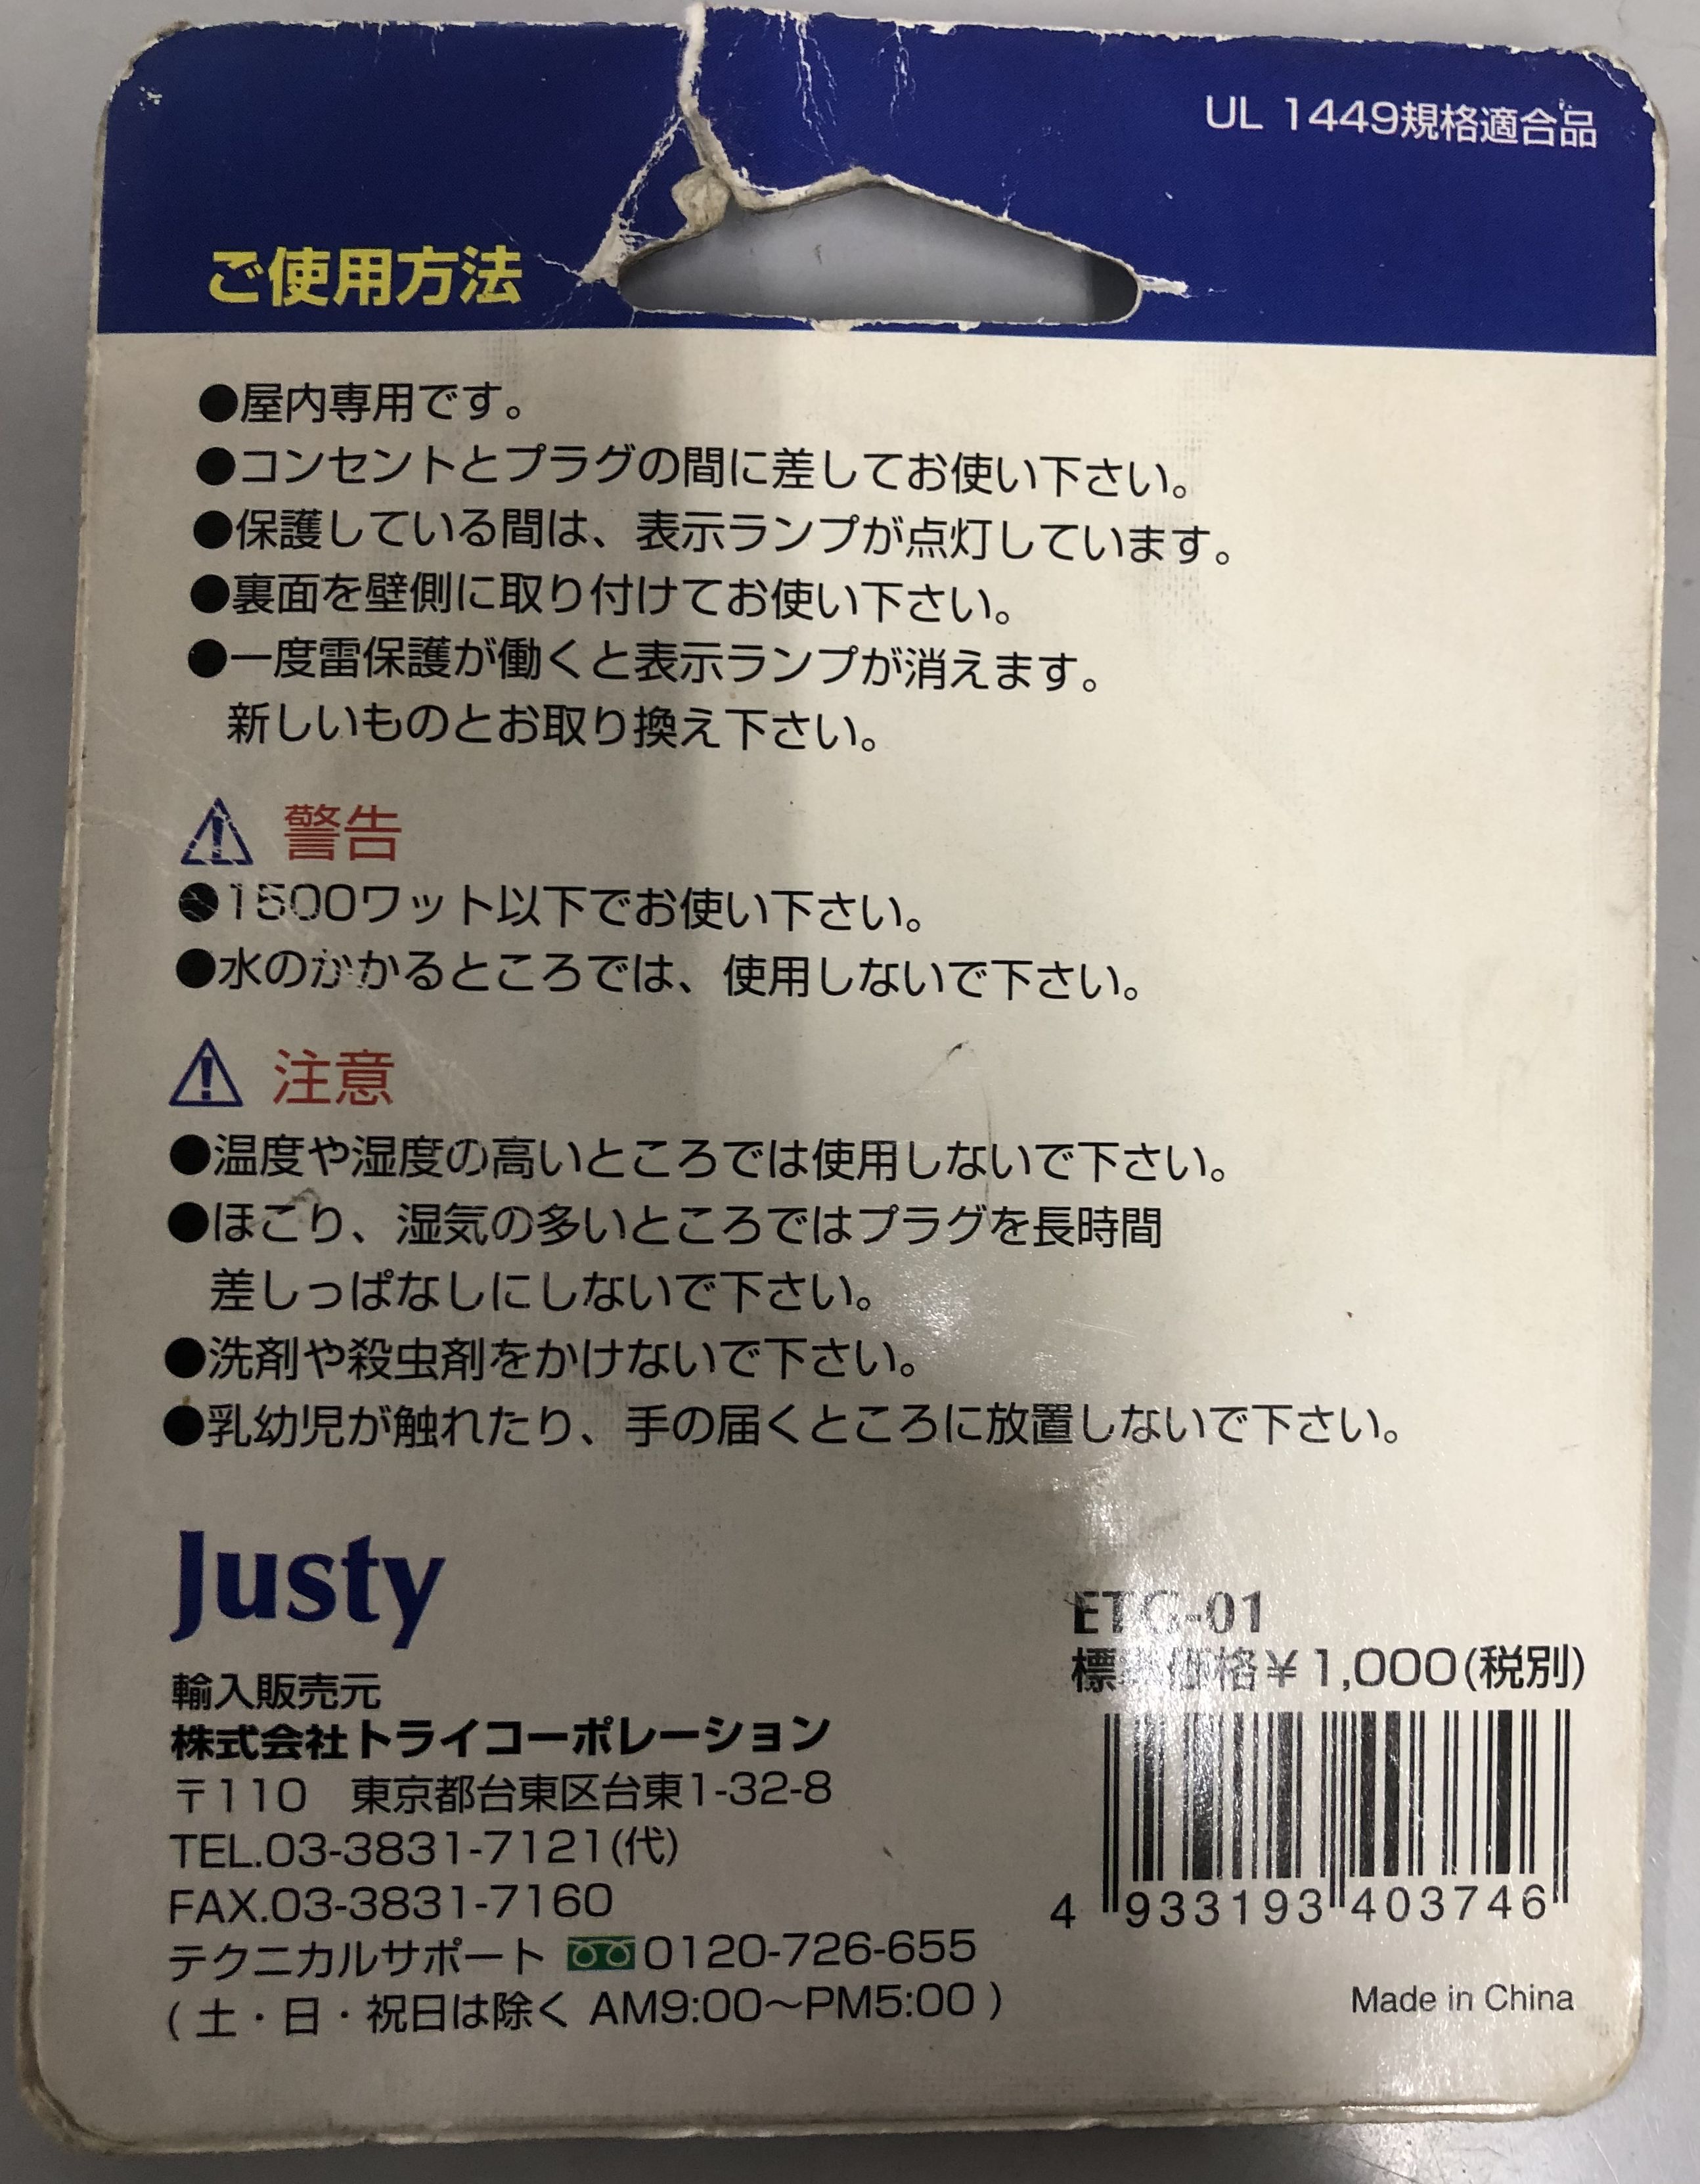 UL 1449規格適合品
ご使用方法
●屋内専用です。
●コンセントとプラグの間に差してお使い下さい。
●保護している間は、表示ランプが点灯しています。
●裏面を壁側に取り付けてお使い下さい。
●一度雷保護が働くと表示ランプが消えます。
新しいものとお取り換え下さい。
警告
●1500ワット以下でお使い下さい。
●水のかかるところでは、使用しないで下さい。
注意
●温度や湿度の高いところでは使用しないで下さい。
●ほこり、湿気の多いところではプラグを長時間
差しっぱなしにしないで下さい。
●洗剤や殺虫剤をかけないで下さい。
●乳幼児が触れたり、手の届くところに放置しないで下さい。
Justy
輸入販売元
株式会社トライコーポレーション
〒110　東京都台東区台東1-32-8
TEL.03-3831-7121(代)
FAX.03-3831-7160
テクニカルサポート 0120-726-655
( 土・日・祝日は除く AM9:00〜PM5:00 )
ETG-01
標準価格￥1,000(税別)
4 933193 403746
Made in China